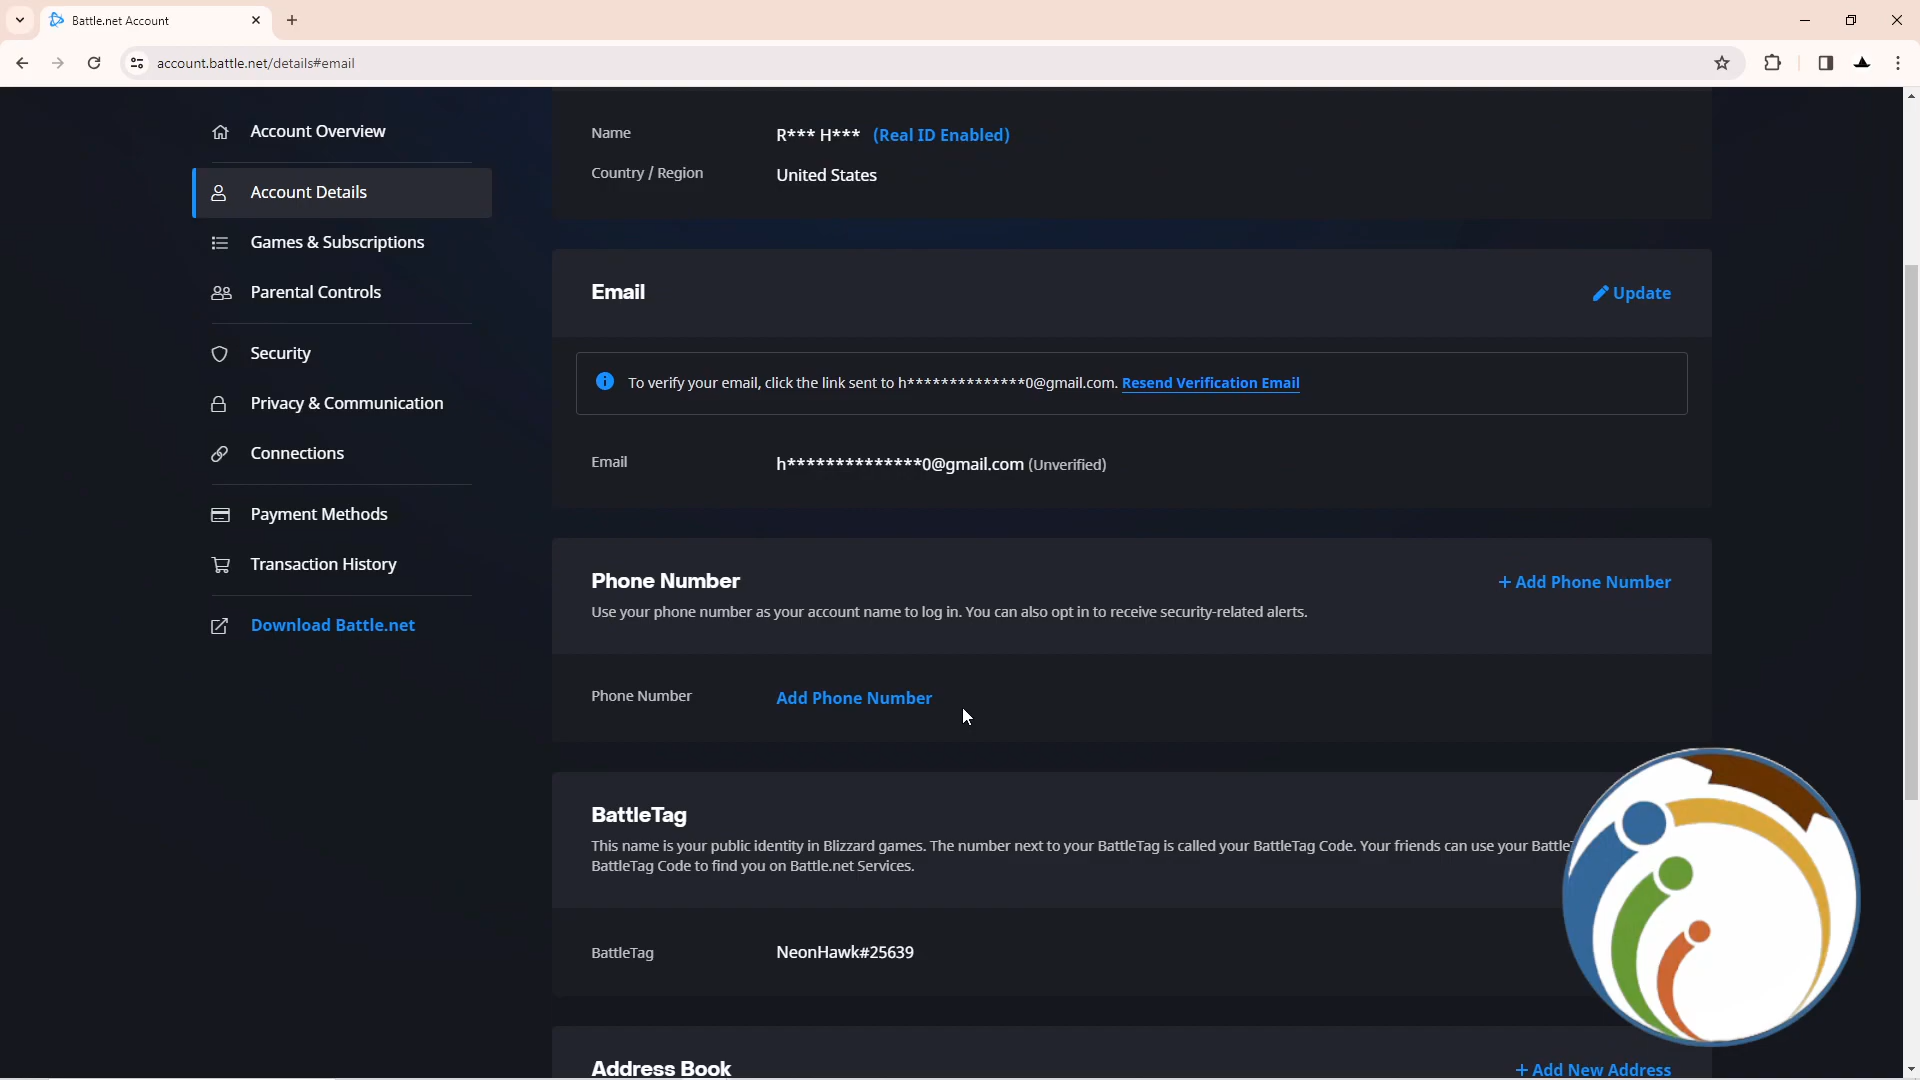 Battle.net Account
account.battle.net/details#email
Account Overview
Account Details
Games & Subscriptions
Parental Controls
Security
Privacy & Communication
Connections
Payment Methods
Transaction History
Download Battle.net
Name R*** H*** (Real ID Enabled)
Country / Region United States
Email Update
To verify your email, click the link sent to h**************0@gmail.com. Resend Verification Email
Email h**************0@gmail.com (Unverified)
Phone Number + Add Phone Number
Use your phone number as your account name to log in. You can also opt in to receive security-related alerts.
Phone Number Add Phone Number
BattleTag
This name is your public identity in Blizzard games. The number next to your BattleTag is called your BattleTag Code. Your friends can use your
BattleTag Code to find you on Battle.net Services.
BattleTag NeonHawk#25639
Address Book + Add New Address